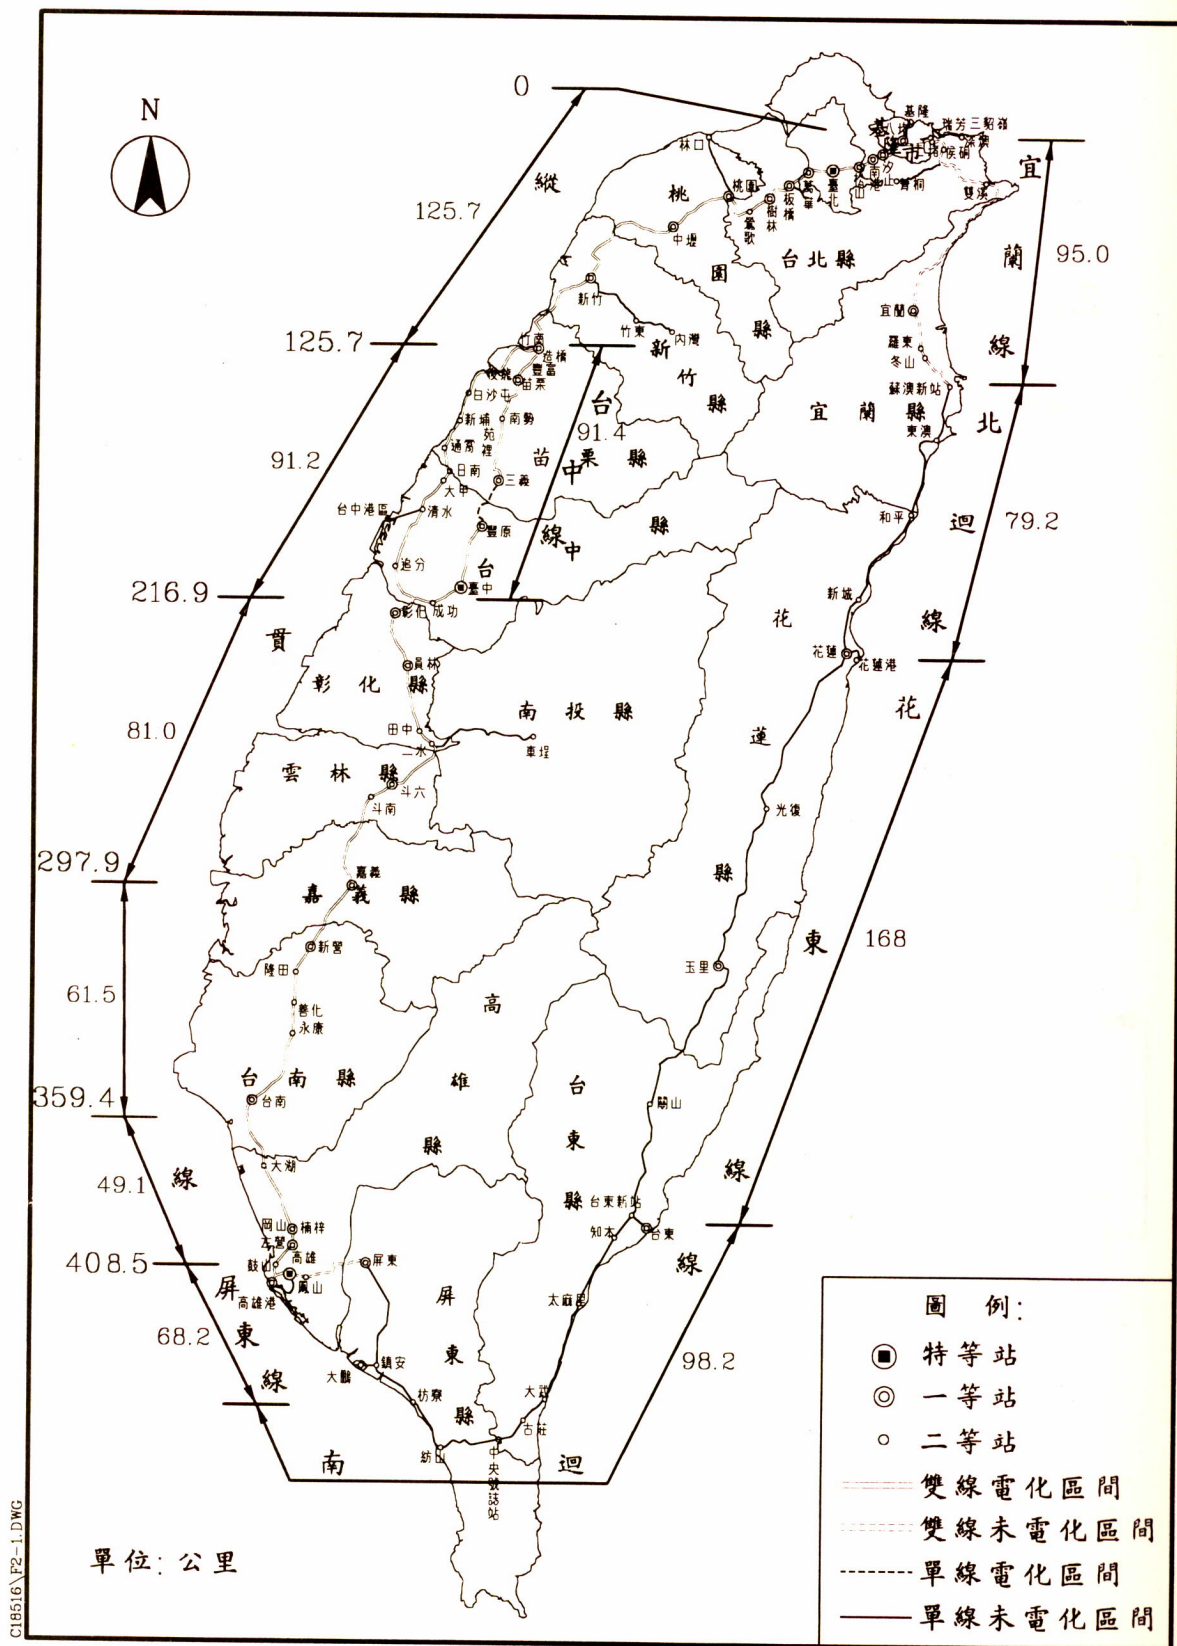 N
0
縱
125.7
125.7
91.2
216.9
貫
81.0
297.9
61.5
359.4
線
49.1
408.5
屏
東
線
68.2
南
迴
線
98.2
宜
蘭
線
95.0
北
迴
線
79.2
花
東
線
168
台
中
線
91.4
基
隆
市
台北縣
桃
園
縣
新
竹
縣
苗栗縣
宜蘭縣
台
中
縣
彰化縣
南投縣
雲林縣
嘉義縣
台南縣
高
雄
縣
屏
東
縣
台
東
縣
花
蓮
縣
基隆
八堵
瑞芳
三貂嶺
深澳
侯硐
雙溪
菁桐
汐止
南港
松山
臺北
萬華
板橋
樹林
鶯歌
桃園
林口
中堰
新竹
竹東
內灣
竹南
造橋
豐富
苗栗
後龍
白沙屯
新埔
南勢
苑裡
通霄
日南
大甲
三義
台中港區
清水
豐原
追分
臺中
彰化
成功
員林
田中
二水
車埕
斗六
斗南
嘉義
新營
隆田
善化
永康
台南
大湖
岡山
楠梓
左營
高雄
鼓山
鳳山
高雄港
屏東
大鵬
鎮安
枋寮
紡山
中央號誌站
古莊
大武
太麻里
知本
台東新站
台東
關山
玉里
光復
花蓮
花蓮港
新城
和平
東澳
蘇澳新站
冬山
羅東
宜蘭
圖例:
特等站
一等站
二等站
雙線電化區間
雙線未電化區間
單線電化區間
單線未電化區間
單位: 公里
C18516\F2-1.DWG